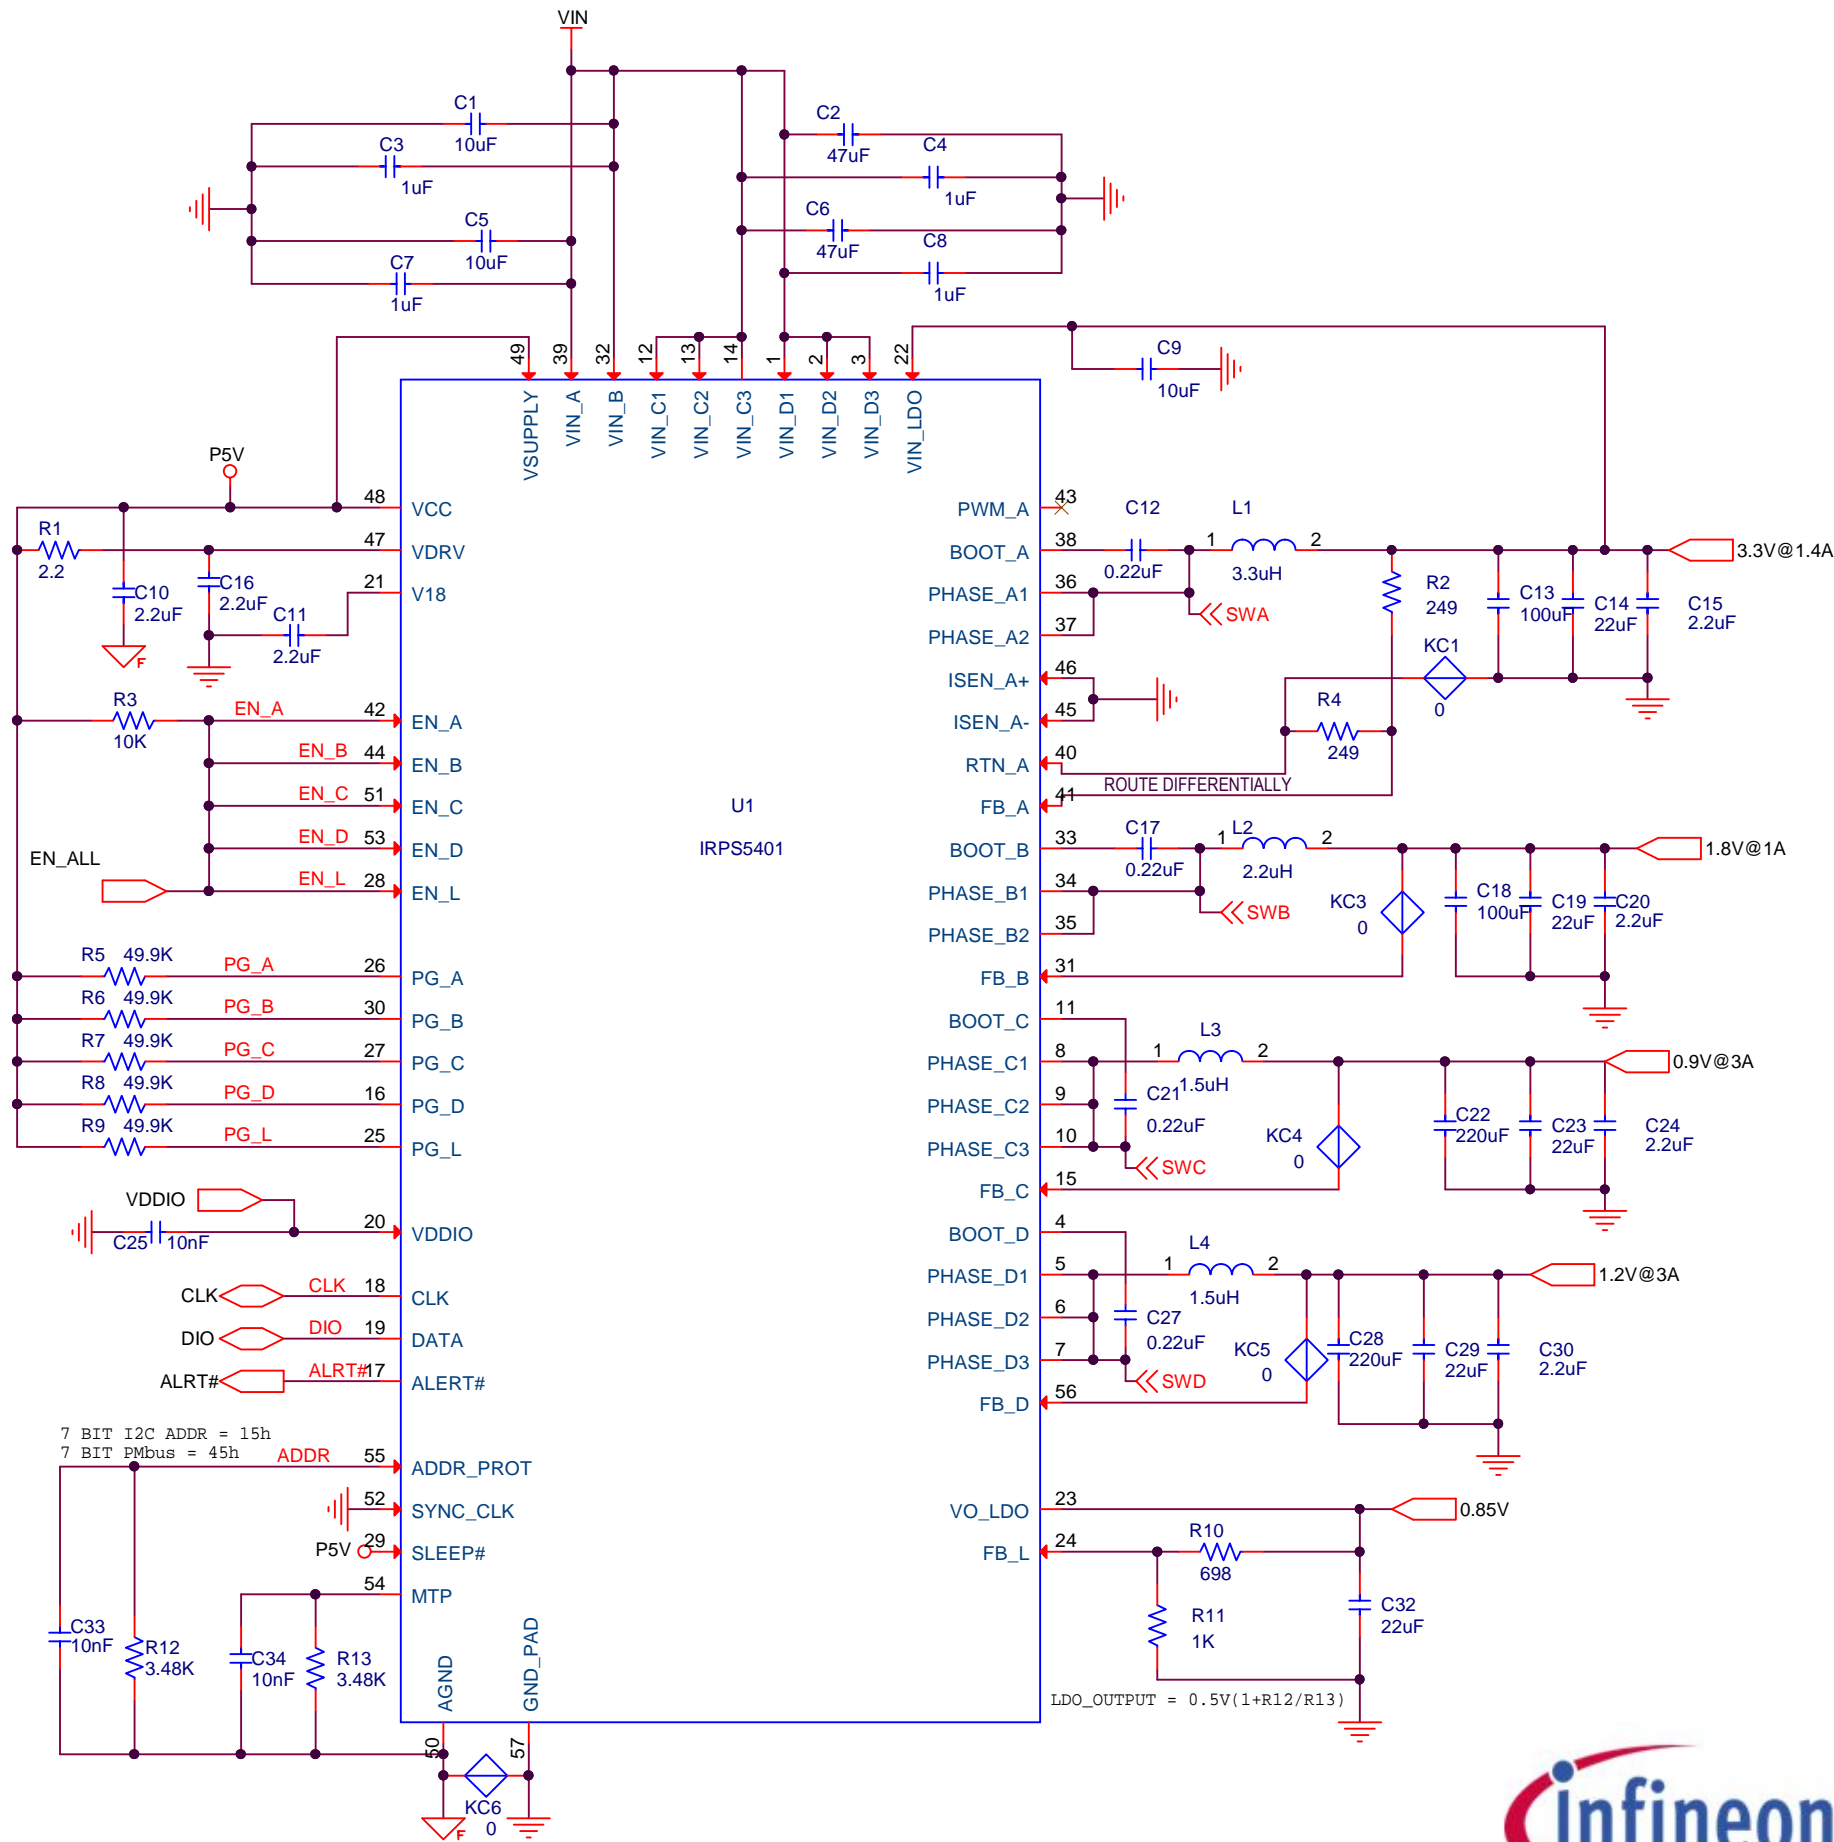 VIN
C1
10uF
C3
1uF
C5
10uF
C7
1uF
C2
47uF
C4
1uF
C6
47uF
C8
1uF
49
39
32
12
13
14
1
2
3
22
C9
10uF
VSUPPLY
VIN_A
VIN_B
VIN_C1
VIN_C2
VIN_C3
VIN_D1
VIN_D2
VIN_D3
VIN_LDO
P5V
48
VCC
R1
2.2
47
VDRV
C10
2.2uF
C16
2.2uF
21
V18
C11
2.2uF
R3
10K
EN_A
42
EN_A
EN_B
44
EN_B
EN_C
51
EN_C
EN_D
53
EN_D
EN_ALL
EN_L
28
EN_L
R5 49.9K
PG_A
26
PG_A
R6 49.9K
PG_B
30
PG_B
R7 49.9K
PG_C
27
PG_C
R8 49.9K
PG_D
16
PG_D
R9 49.9K
PG_L
25
PG_L
VDDIO
20
VDDIO
C25 10nF
CLK
CLK
18
CLK
DIO
DIO
19
DATA
ALRT#
ALRT#
17
ALERT#
7 BIT I2C ADDR = 15h
7 BIT PMbus = 45h
ADDR
55
ADDR_PROT
52
SYNC_CLK
P5V
29
SLEEP#
54
MTP
C33
10nF
R12
3.48K
C34
10nF
R13
3.48K
AGND
GND_PAD
50
57
KC6
0
F
F
U1
IRPS5401
PWM_A
43
BOOT_A
38
C12
0.22uF
1
L1
2
3.3uH
3.3V@1.4A
PHASE_A1
36
SWA
PHASE_A2
37
R2
249
C13
100uF
C14
22uF
C15
2.2uF
ISEN_A+
46
KC1
0
ISEN_A-
45
R4
249
RTN_A
40
ROUTE DIFFERENTIALLY
FB_A
41
BOOT_B
33
C17
0.22uF
1
L2
2
2.2uH
1.8V@1A
PHASE_B1
34
SWB
PHASE_B2
35
KC3
0
C18
100uF
C19
22uF
C20
2.2uF
FB_B
31
BOOT_C
11
L3
PHASE_C1
8
1
2
1.5uH
0.9V@3A
PHASE_C2
9
C21
0.22uF
PHASE_C3
10
SWC
KC4
0
C22
220uF
C23
22uF
C24
2.2uF
FB_C
15
BOOT_D
4
L4
PHASE_D1
5
1
2
1.5uH
1.2V@3A
PHASE_D2
6
C27
0.22uF
PHASE_D3
7
SWD
KC5
0
C28
220uF
C29
22uF
C30
2.2uF
FB_D
56
VO_LDO
23
0.85V
FB_L
24
R10
698
R11
1K
C32
22uF
LDO_OUTPUT = 0.5V(1+R12/R13)
infineon